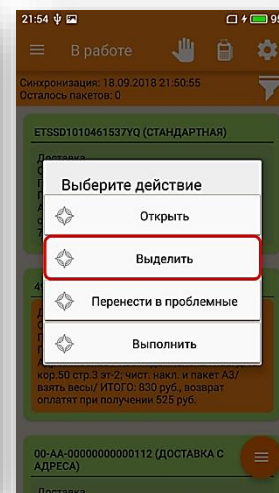 21:54
В работе
Синхронизация: 18.09.2018 21:50:55
Осталось пакетов: 0
ETSSD1010461537YQ (СТАНДАРТНАЯ)
Доставка
Выберите действие
Открыть
Выделить
Перенести в проблемные
Выполнить
кор.50 стр.3 эт-2; чист. накл. и пакет А3/
взять весы/ ИТОГО: 830 руб., возврат
оплатят при получении 525 руб.
00-АА-00000000000112 (ДОСТАВКА С
АДРЕСА)
Доставка